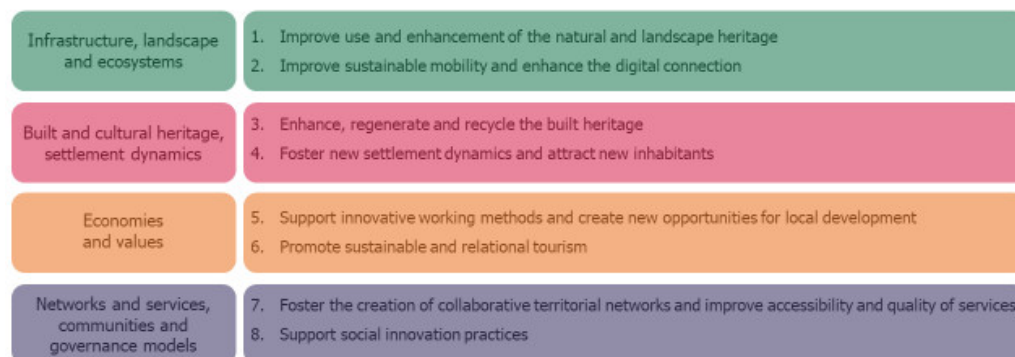 Infrastructure, landscape
and ecosystems
1. Improve use and enhancement of the natural and landscape heritage
2. Improve sustainable mobility and enhance the digital connection
Built and cultural heritage,
settlement dynamics
3. Enhance, regenerate and recycle the built heritage
4. Foster new settlement dynamics and attract new inhabitants
Economies
and values
5. Support innovative working methods and create new opportunities for local development
6. Promote sustainable and relational tourism
Networks and services,
communities and
governance models
7. Foster the creation of collaborative territorial networks and improve accessibility and quality of services
8. Support social innovation practices